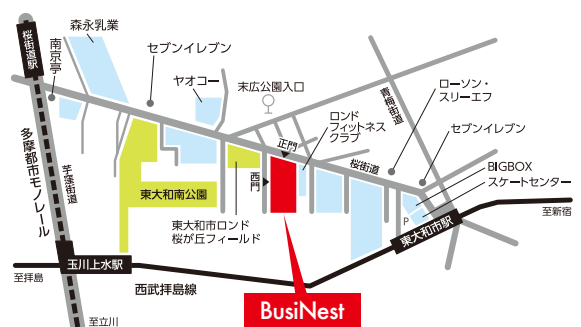 森永乳業
桜街道駅
南京亭
セブンイレブン
ヤオコー
末広公園入口
ロンド
フィットネス
クラブ
青梅街道
ローソン・
スリーエフ
セブンイレブン
正門
桜街道
BIGBOX
スケートセンター
P
多摩都市モノレール
芋窪街道
東大和南公園
西門
東大和市ロンド
桜が丘フィールド
東大和市駅
至新宿
玉川上水駅
至拝島
西武拝島線
至立川
BusiNest